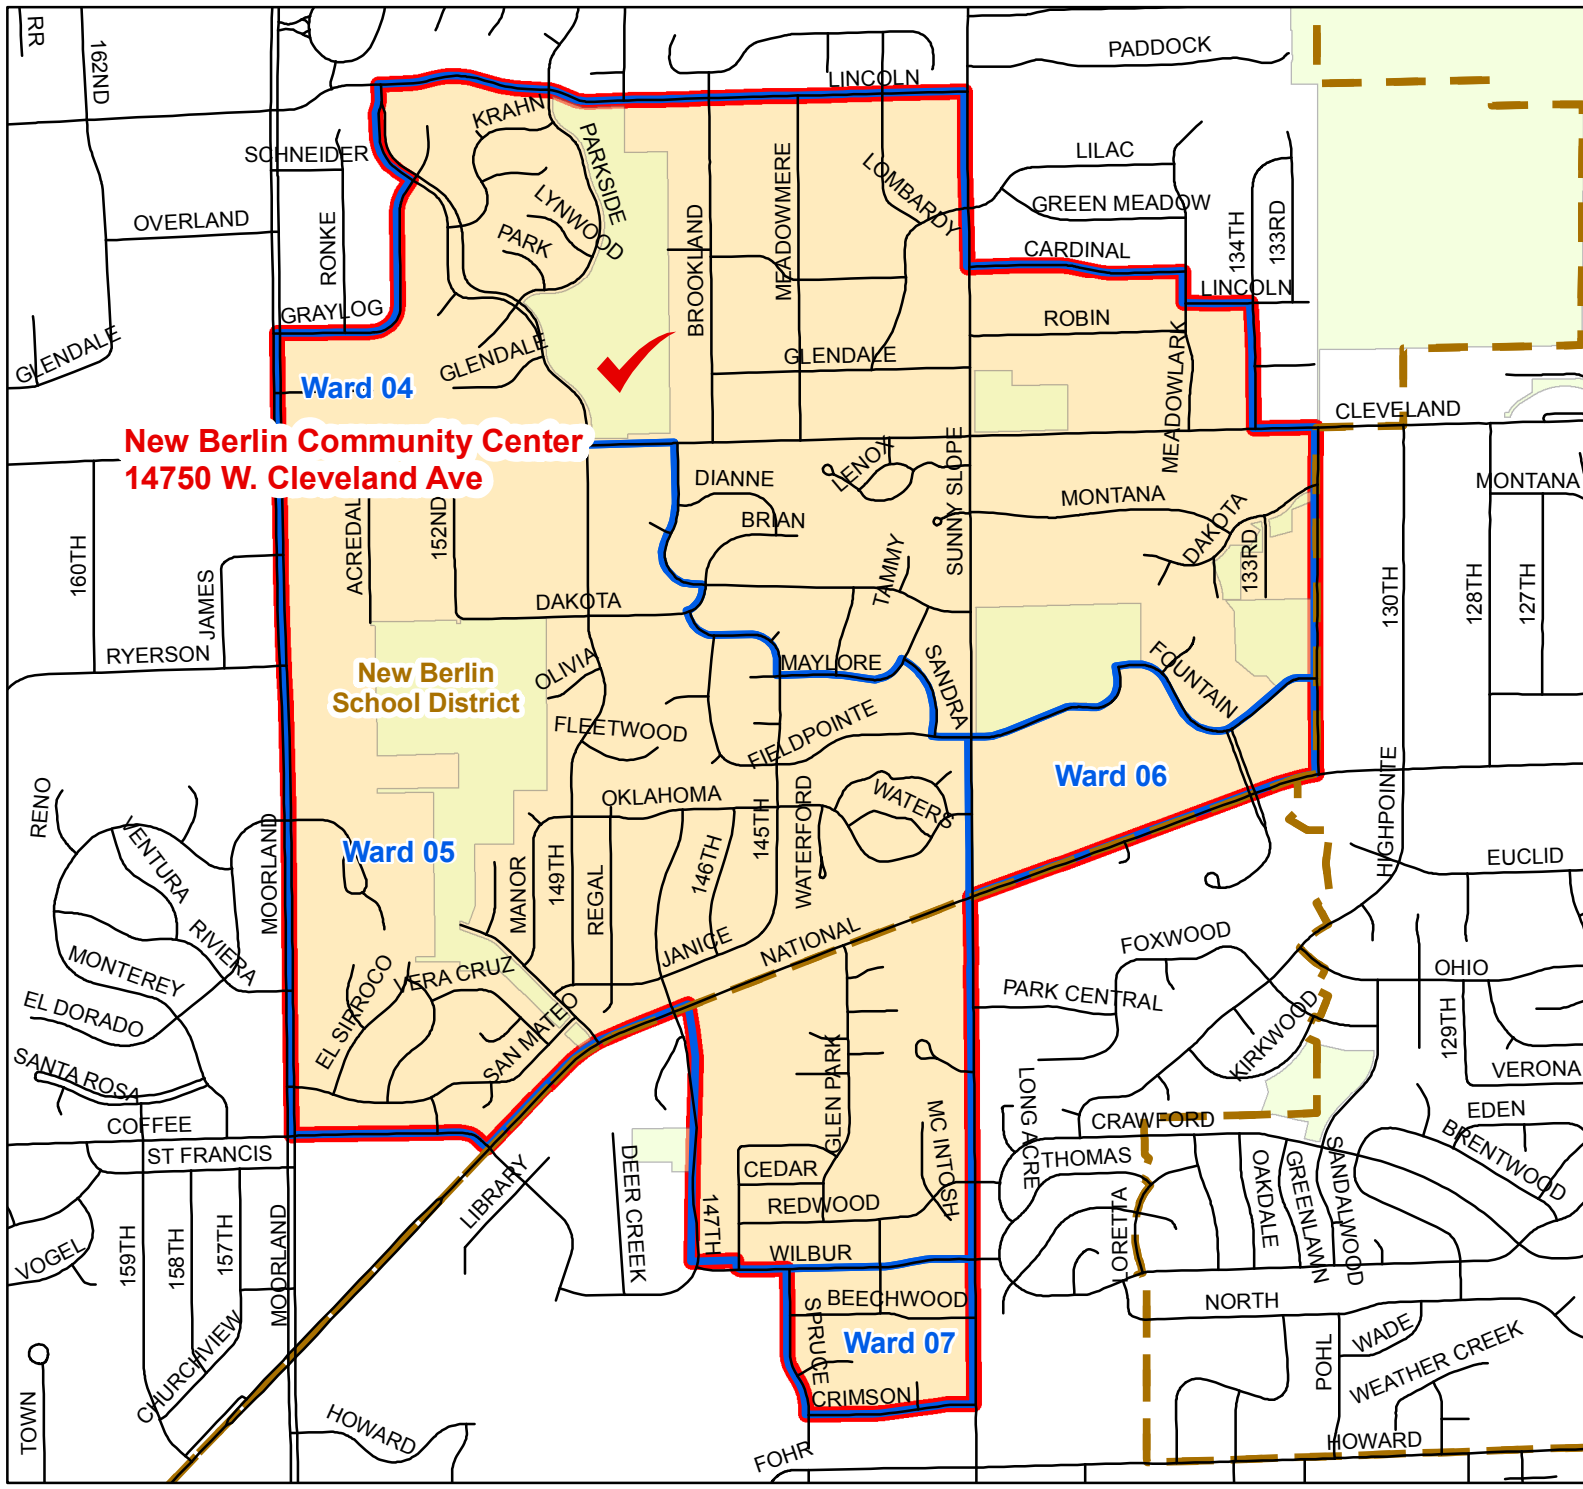 RR
162ND
PADDOCK
LINCOLN
KRAHN
PARKSIDE
SCHNEIDER
LILAC
LOMBARDY
MEADOWMERE
LYNWOOD
GREEN MEADOW
OVERLAND
PARK
BROOKLAND
RONKE
134TH
133RD
CARDINAL
LINCOLN
GRAYLOG
ROBIN
GLENDALE
GLENDALE
GLENDALE
MEADOWLARK
Ward 04
CLEVELAND
New Berlin Community Center
14750 W. Cleveland Ave
LENOX
SUNNY SLOPE
DIANNE
MONTANA
MONTANA
ACREDAL
152ND
BRIAN
DAKOTA
160TH
JAMES
TAMMY
133RD
130TH
128TH
127TH
DAKOTA
RYERSON
OLIVIA
MAYLORE
SANDRA
FOUNTAIN
New Berlin
School District
FLEETWOOD
FIELDPOINTE
Ward 06
RENO
OKLAHOMA
WATERS
HIGHPOINTE
VENTURA
MOORLAND
Ward 05
145TH
WATERFORD
EUCLID
MANOR
149TH
REGAL
146TH
RIVIERA
MONTEREY
JANICE
NATIONAL
FOXWOOD
OHIO
EL DORADO
EL SIRROCO
VERA CRUZ
PARK CENTRAL
SAN MATEO
KIRKWOOD
129TH
SANTA ROSA
GLEN PARK
VERONA
LONG ACRE
MC INTOSH
COFFEE
CRAWFORD
EDEN
BRENTWOOD
ST FRANCIS
THOMAS
CEDAR
DEER CREEK
LIBRARY
REDWOOD
OAKDALE
GREENLAWN
SANDALWOOD
LORETTA
VOGEL
159TH
158TH
157TH
MOORLAND
147TH
WILBUR
BEECHWOOD
NORTH
SPRUCE
Ward 07
WADE
POHL
WEATHER CREEK
CHURCHVIEW
CRIMSON
TOWN
HOWARD
FOHR
HOWARD